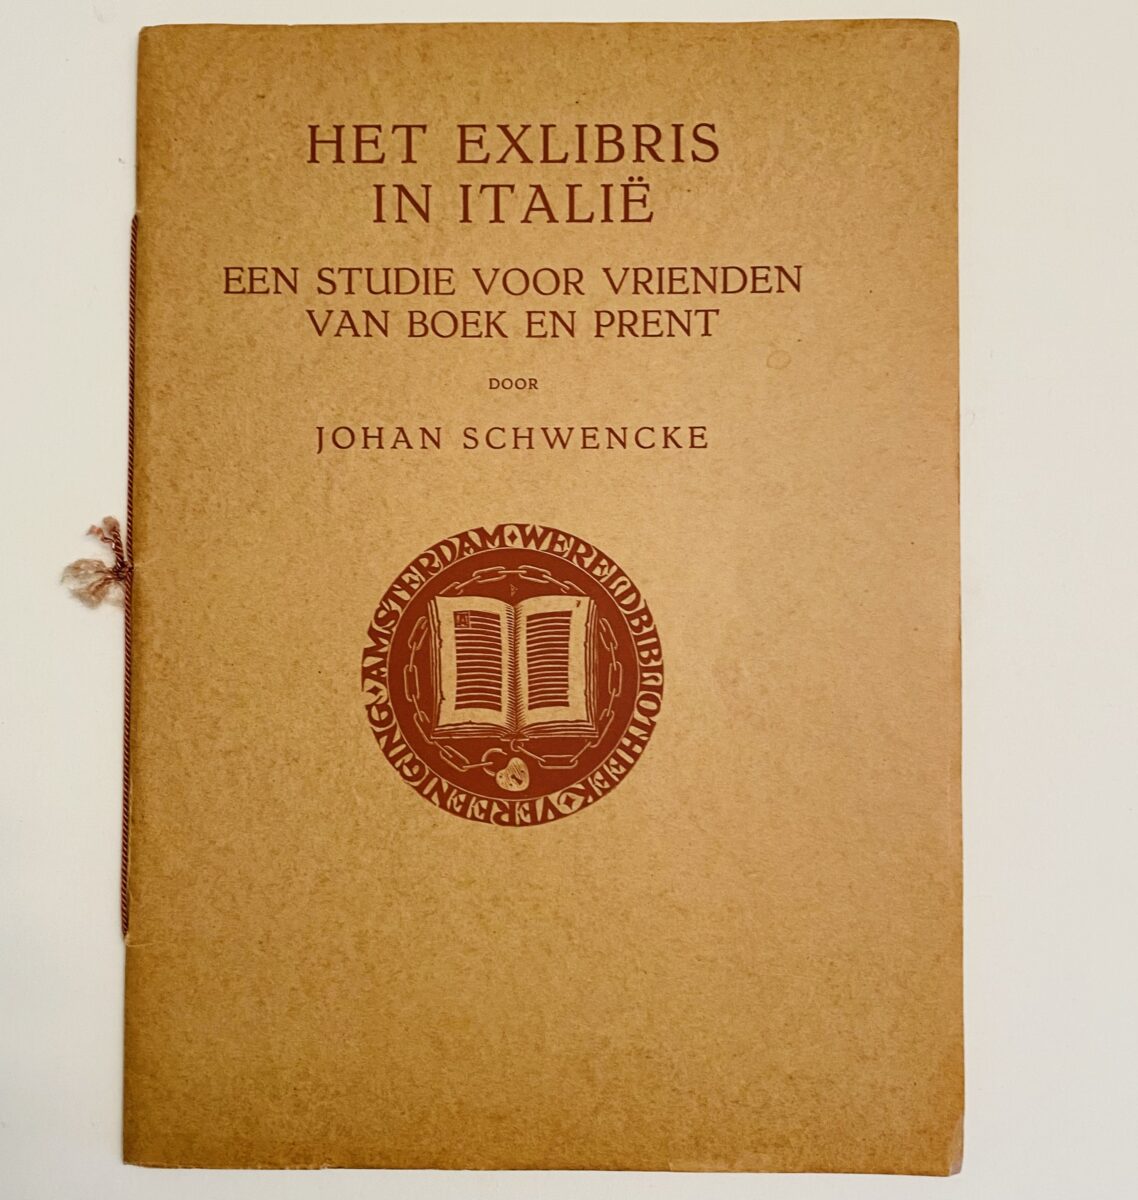 HET EXLIBRIS
IN ITALIË
EEN STUDIE VOOR VRIENDEN
VAN BOEK EN PRENT
DOOR
JOHAN SCHWENCKE
AMSTERDAM·WERELDBIBLIOTHEEK·VEREENIGING·